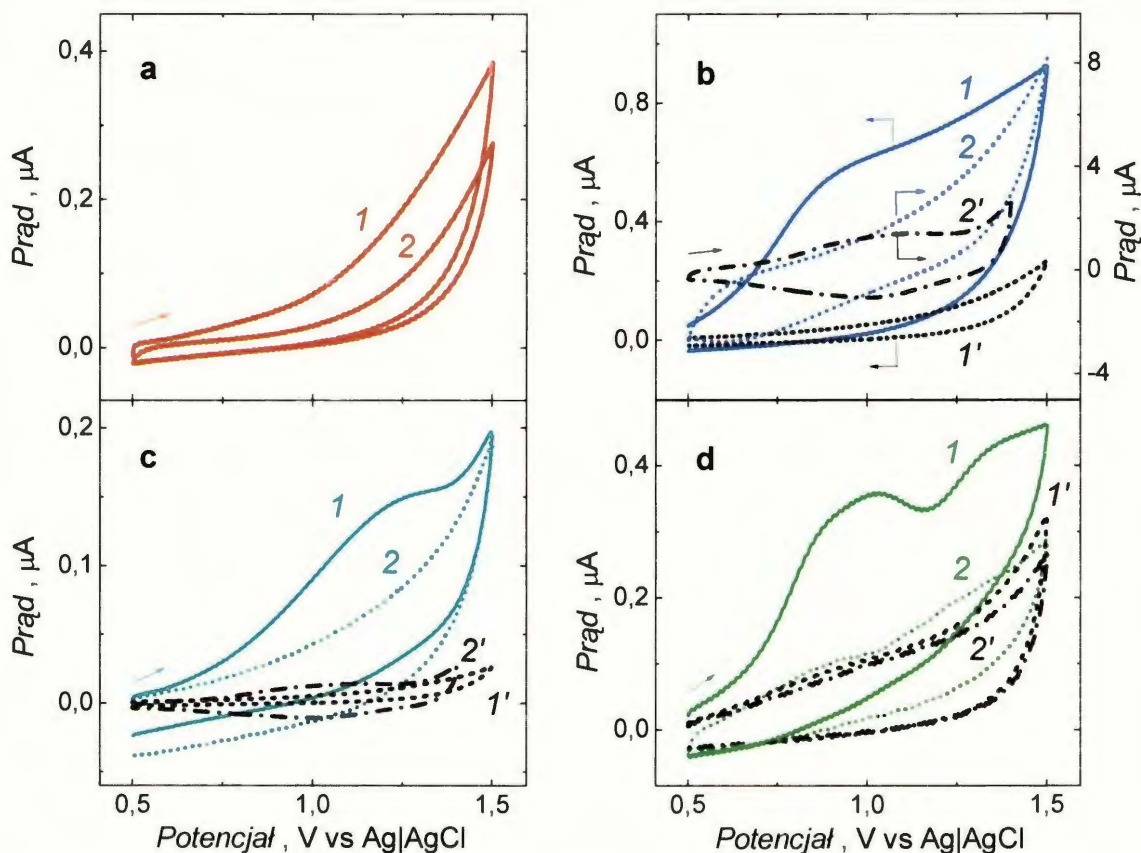 a
0,4
0,2
0,0
Prąd , µA
1
2
b
0,8
0,4
0,0
Prąd , µA
8
4
0
-4
Prąd , µA
1
2
2'
1'
c
0,2
0,1
0,0
Prąd , µA
1
2
2'
1'
0,5 1,0 1,5
Potencjał , V vs Ag|AgCl
d
0,4
0,2
0,0
Prąd , µA
1
1'
2
2'
0,5 1,0 1,5
Potencjał , V vs Ag|AgCl